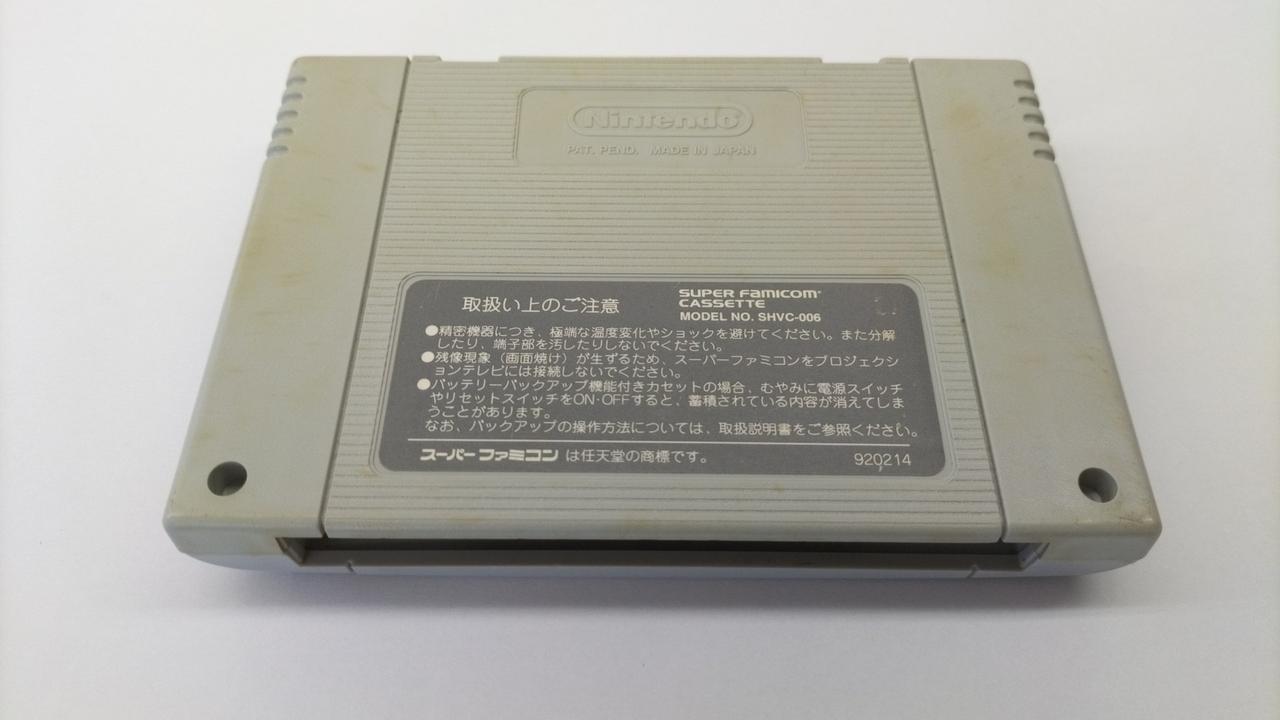 Nintendo
PAT. PEND. MADE IN JAPAN
取扱い上のご注意
SUPER FAMICOM
CASSETTE
MODEL NO. SHVC-006
●精密機器につき、極端な温度変化やショックを避けてください。また分解
したり、端子部を汚したりしないでください。
●残像現象（画面焼け）が生ずるため、スーパーファミコンをプロジェクシ
ョンテレビには接続しないでください。
●バッテリーバックアップ機能付きカセットの場合、むやみに電源スイッチ
やリセットスイッチをON·OFFすると、蓄積されている内容が消えてしま
うことがあります。
なお、バックアップの操作方法については、取扱説明書をご参照ください。
スーパーファミコン は任天堂の商標です。
920214